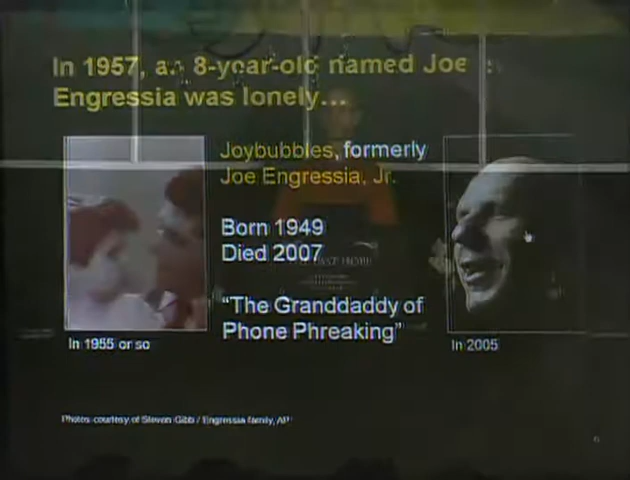 In 1957, an 8-year-old named Joe
Engressia was lonely...
Joybubbles, formerly
Joe Engressia, Jr.
Born 1949
Died 2007
"The Granddaddy of
Phone Phreaking"
In 1955 or so
In 2005
Photos courtesy of Steven Gibb / Engressia family, AP
6